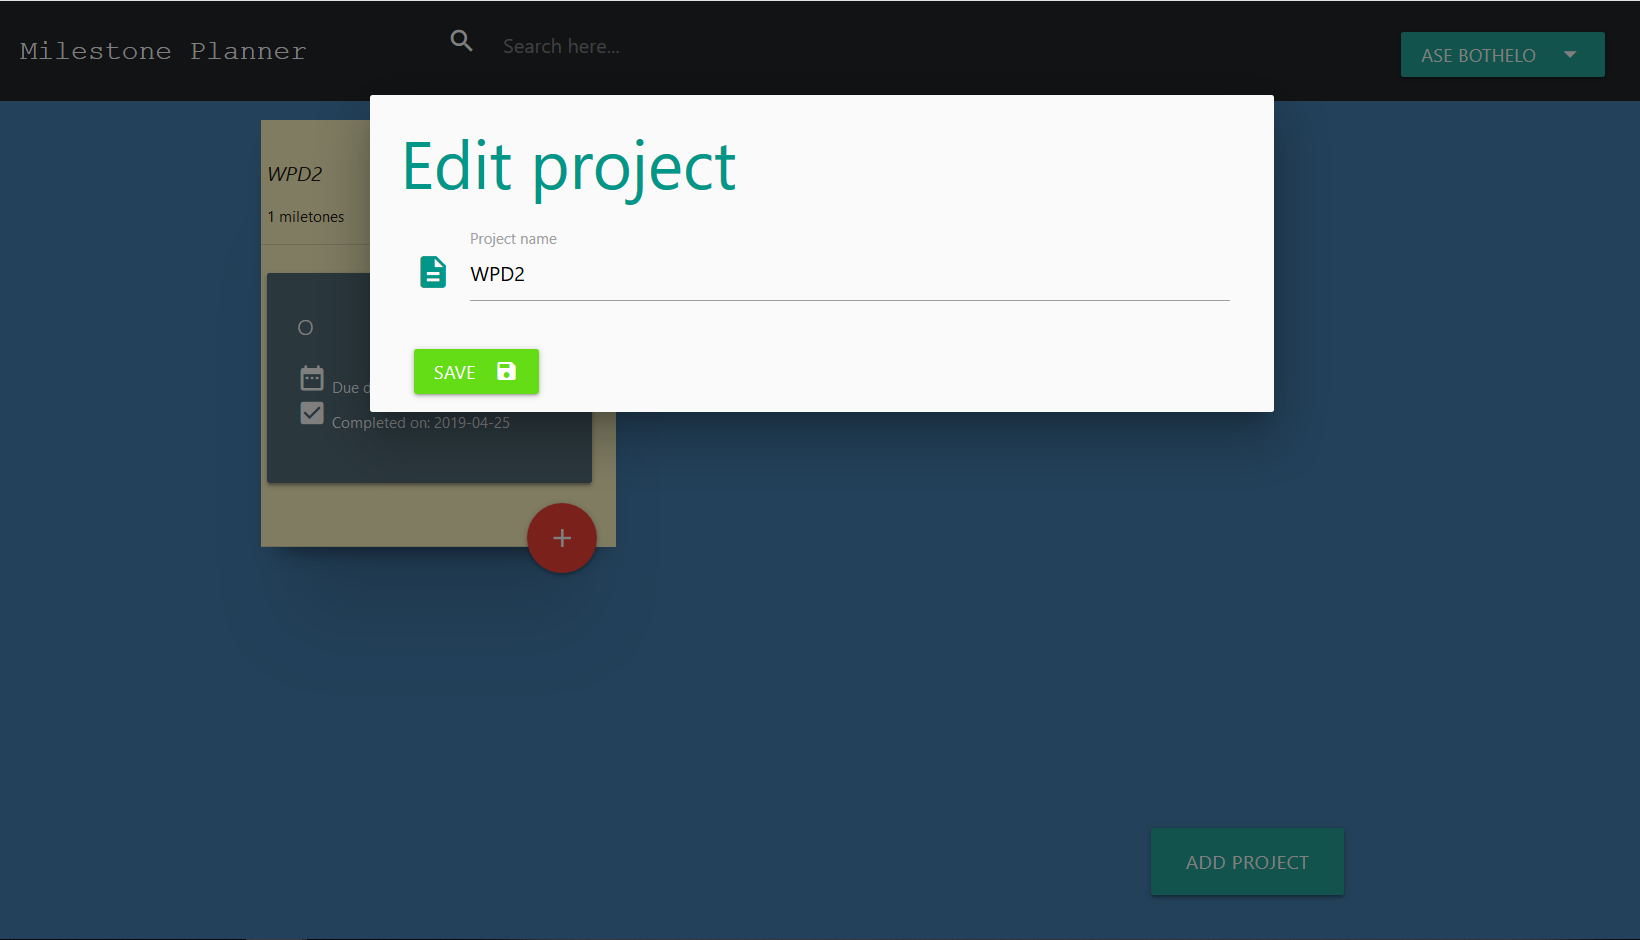 Milestone Planner
Search here...
ASE BOTHELO
Edit project
Project name
WPD2
SAVE
WPD2
1 miletones
O
Due
Completed on: 2019-04-25
+
ADD PROJECT